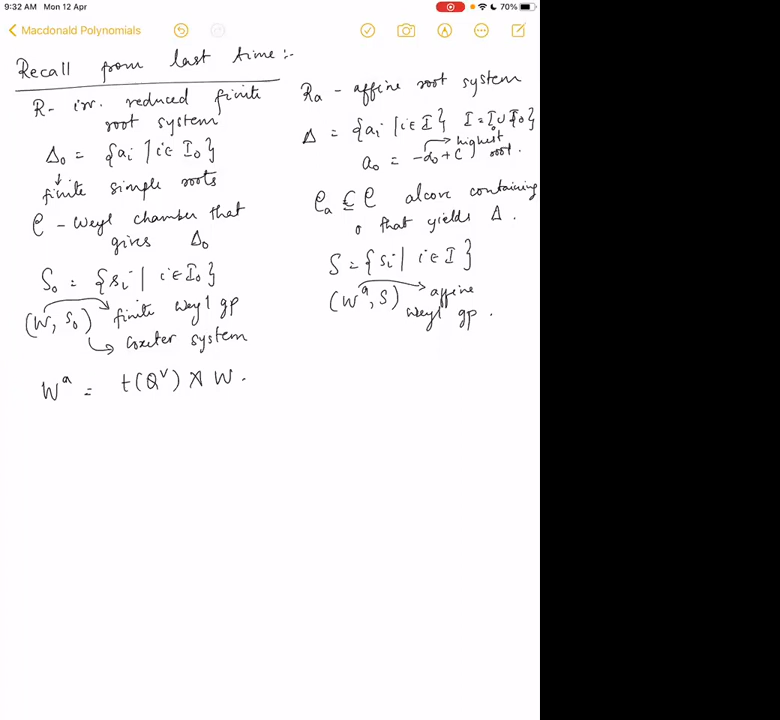 9:32 AM Mon 12 Apr
70%
Macdonald Polynomials
Recall from last time :-
R - irr. reduced finite
root system
Δ₀ = {aᵢ | i ∈ I₀}
finite simple roots
C - Weyl chamber that
gives Δ₀
S₀ = {sᵢ | i ∈ I₀}
(W, S₀) → finite Weyl gp
↳ Coxeter system
Wᵃ = t(Qᵛ) ⋊ W.
Rₐ - affine root system
Δ = {aᵢ | i ∈ I} I = I₀ ∪ {0}
a₀ = -α₀ + c → highest root.
Cₐ ⊆ C alcove containing
0 that yields Δ.
S = {sᵢ | i ∈ I}
(Wᵃ, S) → affine
Weyl gp.